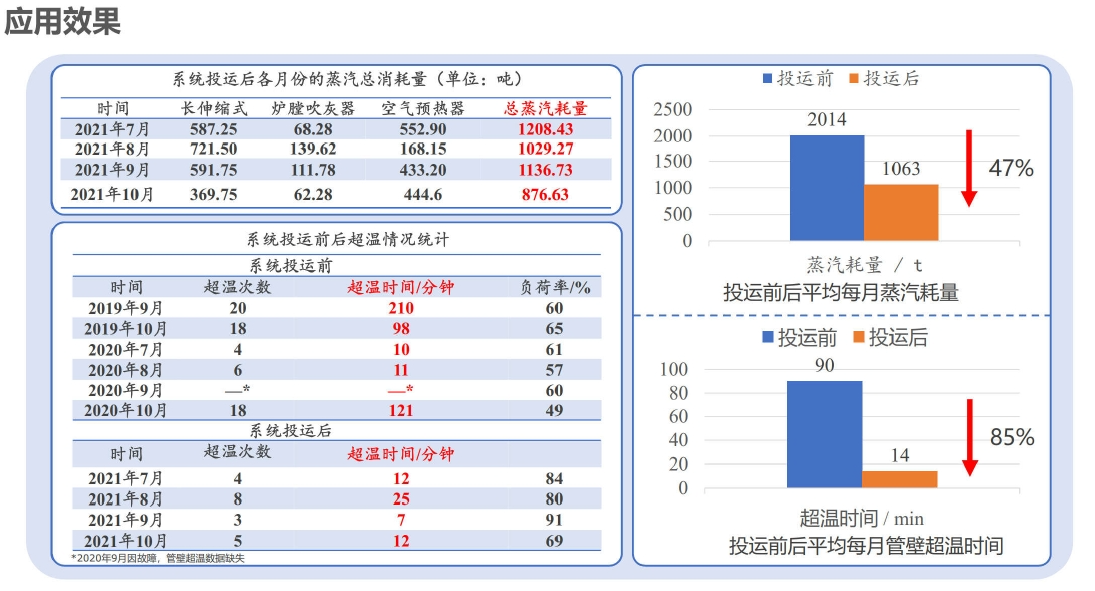 应用效果
系统投运后各月份的蒸汽总消耗量（单位：吨）
时间 长伸缩式 炉膛吹灰器 空气预热器 总蒸汽耗量
2021年7月 587.25 68.28 552.90 1208.43
2021年8月 721.50 139.62 168.15 1029.27
2021年9月 591.75 111.78 433.20 1136.73
2021年10月 369.75 62.28 444.6 876.63
系统投运前后超温情况统计
系统投运前
时间 超温次数 超温时间/分钟 负荷率/%
2019年9月 20 210 60
2019年10月 18 98 65
2020年7月 4 10 61
2020年8月 6 11 57
2020年9月 —* —* 60
2020年10月 18 121 49
系统投运后
时间 超温次数 超温时间/分钟
2021年7月 4 12 84
2021年8月 8 25 80
2021年9月 3 7 91
2021年10月 5 12 69
*2020年9月因故障，管壁超温数据缺失
投运前 投运后
2500
2000
1500
1000
500
0
2014
1063
47%
蒸汽耗量 / t
投运前后平均每月蒸汽耗量
投运前 投运后
100
80
60
40
20
0
90
14
85%
超温时间 / min
投运前后平均每月管壁超温时间